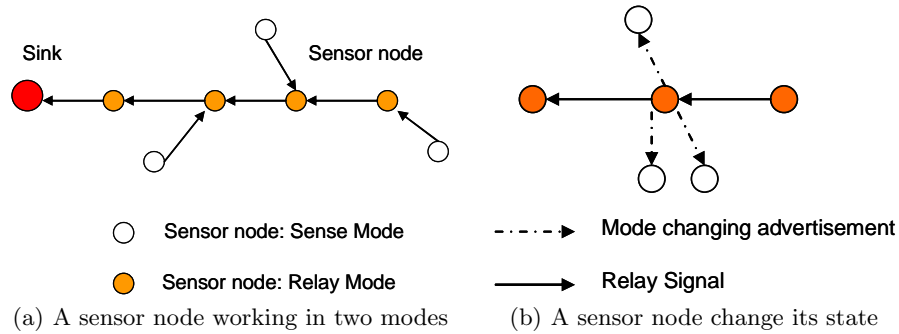 Sink
Sensor node
Sensor node: Sense Mode
Sensor node: Relay Mode
(a) A sensor node working in two modes
Mode changing advertisement
Relay Signal
(b) A sensor node change its state